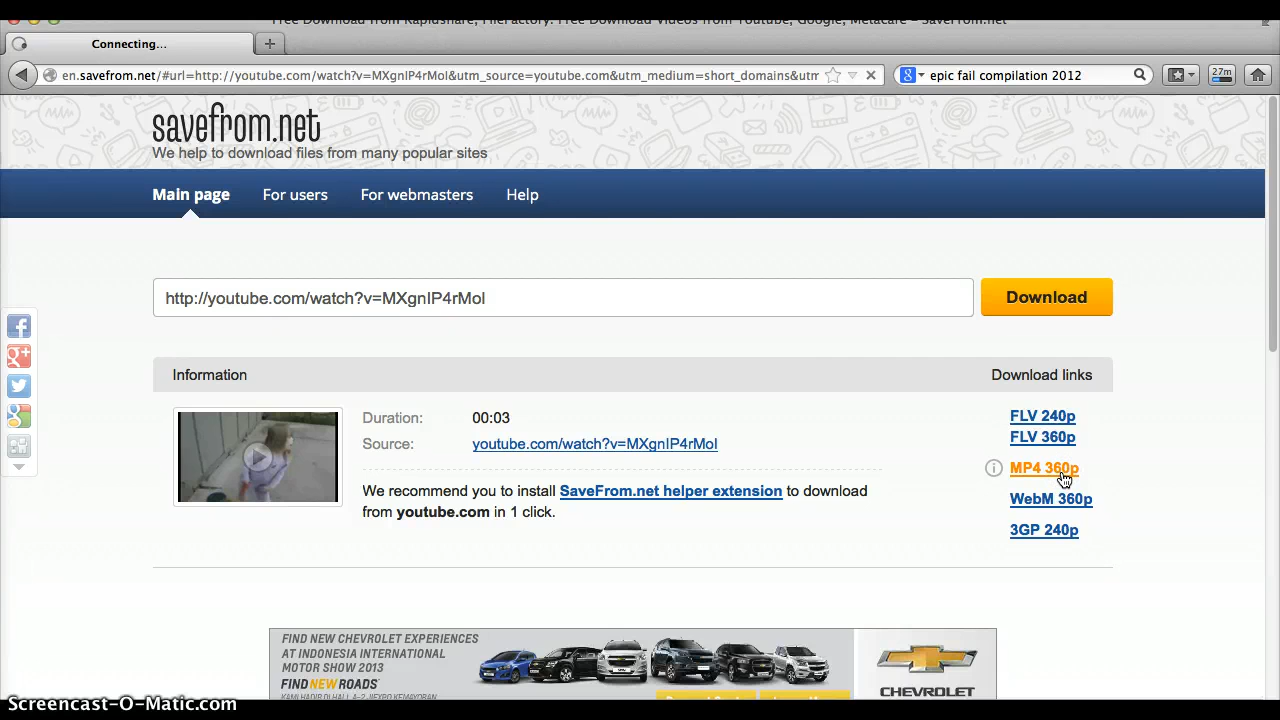 Free Download from Rapidshare, FileFactory. Free Download Videos from Youtube, Google, Metacafe - SaveFrom.net
Connecting...
en.savefrom.net/#url=http://youtube.com/watch?v=MXgnIP4rMoI&utm_source=youtube.com&utm_medium=short_domains&utm
epic fail compilation 2012
27m
savefrom.net
We help to download files from many popular sites
Main page
For users
For webmasters
Help
http://youtube.com/watch?v=MXgnIP4rMoI
Download
Information
Download links
Duration: 00:03
Source: youtube.com/watch?v=MXgnIP4rMoI
We recommend you to install SaveFrom.net helper extension to download
from youtube.com in 1 click.
FLV 240p
FLV 360p
MP4 360p
WebM 360p
3GP 240p
FIND NEW CHEVROLET EXPERIENCES
AT INDONESIA INTERNATIONAL
MOTOR SHOW 2013
FIND NEW ROADS
CHEVROLET
Screencast-O-Matic.com